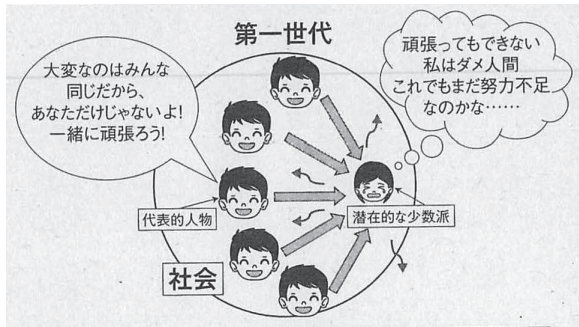 第一世代
大変なのはみんな
同じだから、
あなただけじゃないよ!
一緒に頑張ろう!
頑張ってもできない
私はダメ人間
これでもまだ努力不足
なのかな……
代表的人物
潜在的な少数派
社会